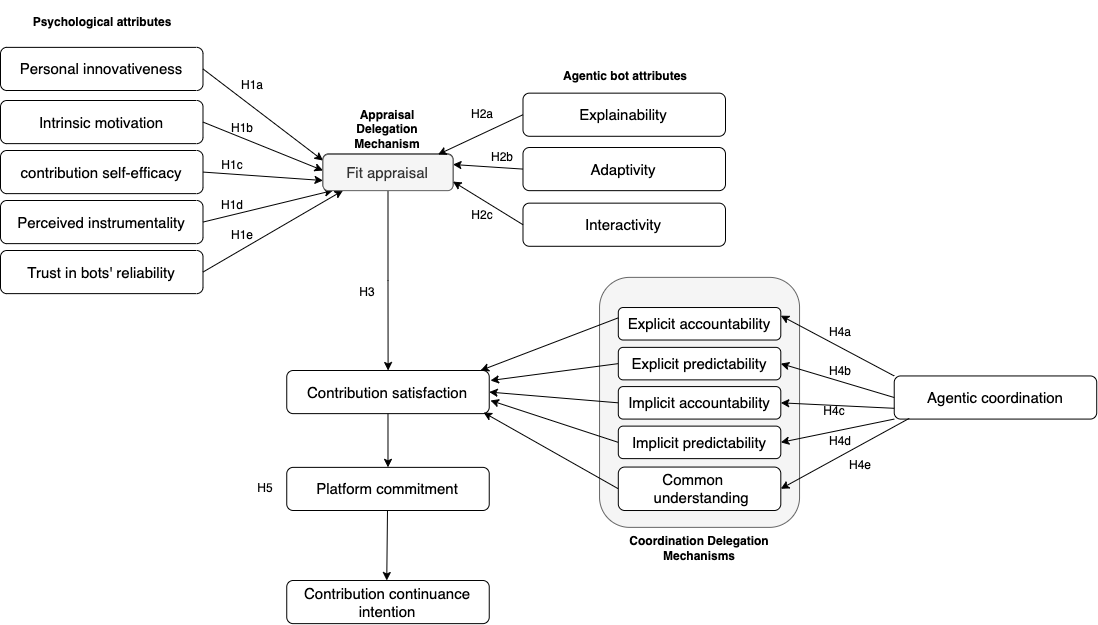 Psychological attributes
Personal innovativeness
Intrinsic motivation
contribution self-efficacy
Perceived instrumentality
Trust in bots' reliability
H1a
H1b
H1c
H1d
H1e
Appraisal
Delegation
Mechanism
Fit appraisal
Agentic bot attributes
Explainability
Adaptivity
Interactivity
H2a
H2b
H2c
H3
Explicit accountability
Explicit predictability
Implicit accountability
Implicit predictability
Common
understanding
Coordination Delegation
Mechanisms
H4a
H4b
H4c
H4d
H4e
Agentic coordination
Contribution satisfaction
H5
Platform commitment
Contribution continuance
intention